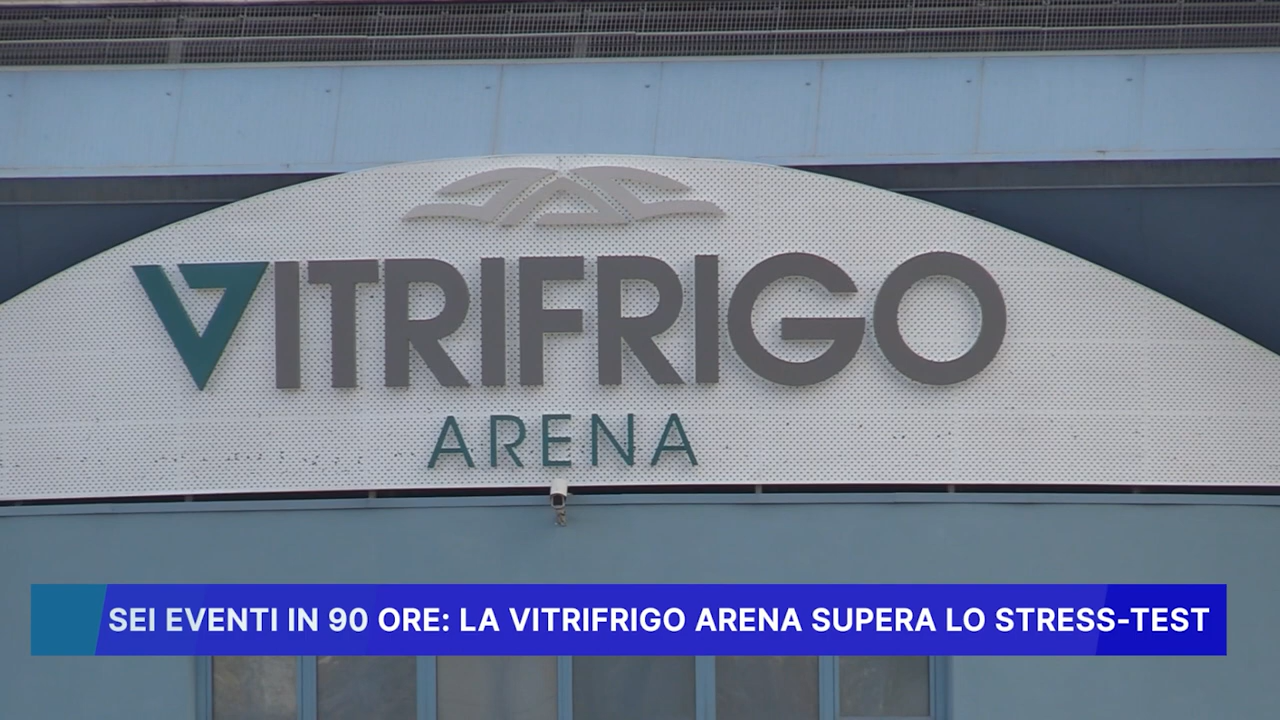 VITRIFRIGO
ARENA
SEI EVENTI IN 90 ORE: LA VITRIFRIGO ARENA SUPERA LO STRESS-TEST